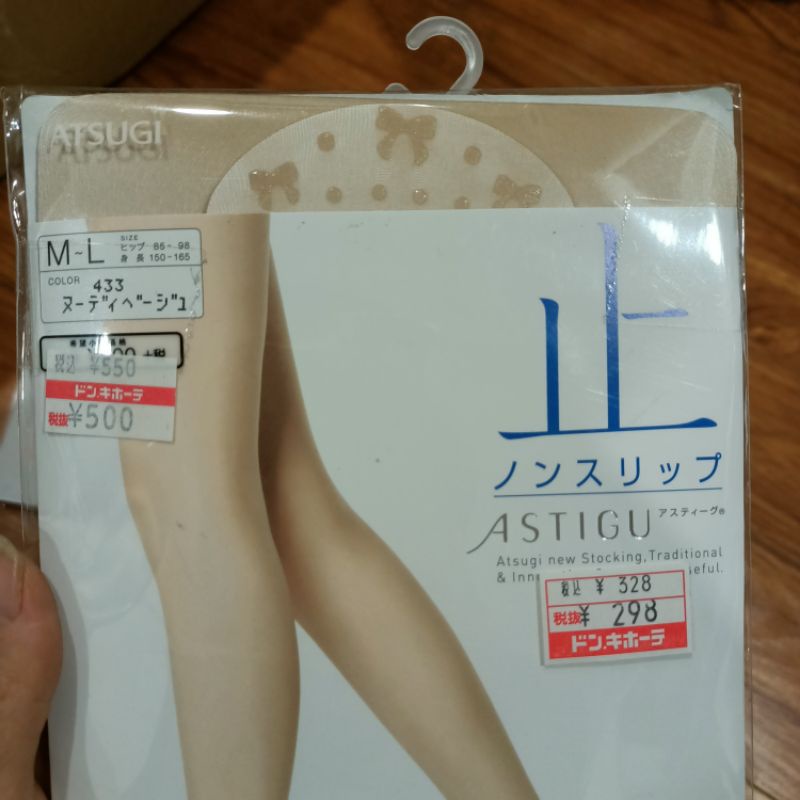 ATSUGI
M~L
SIZE
ヒップ 85-98
身長 150-165
COLOR 433
ヌーディベージュ
+税
税込 ¥550
ドン.キホーテ
税抜¥500
止
ノンスリップ
ASTIGU アスティーグ®
Atsugi new Stocking, Traditional
&
税込 ¥ 328
税抜¥ 298
ドン.キホーテ